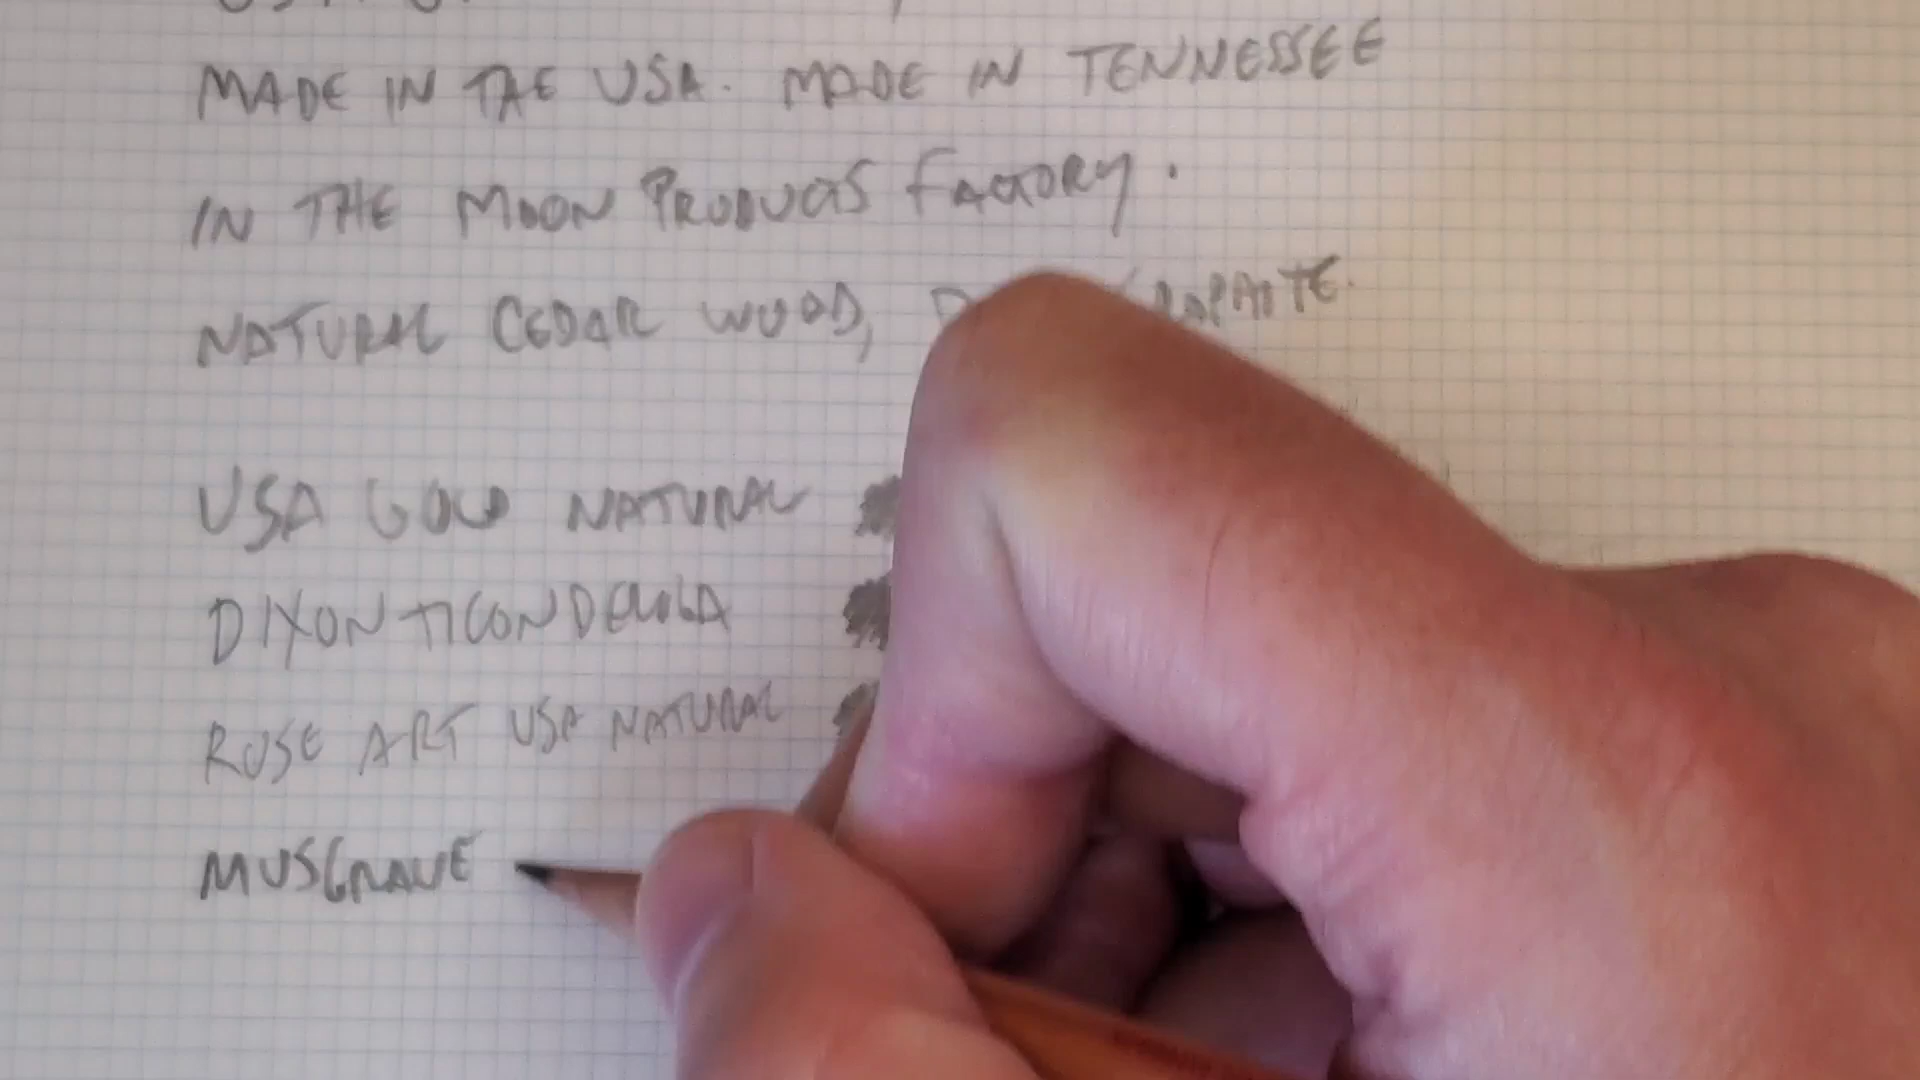 MADE IN THE USA. MADE IN TENNESSEE
IN THE MOON PRODUCTS FACTORY.
NATURAL CEDAR WOOD,
USA GOLD NATURAL
DIXON TICONDEROGA
ROSE ART USA NATURAL
MUSGRAVE